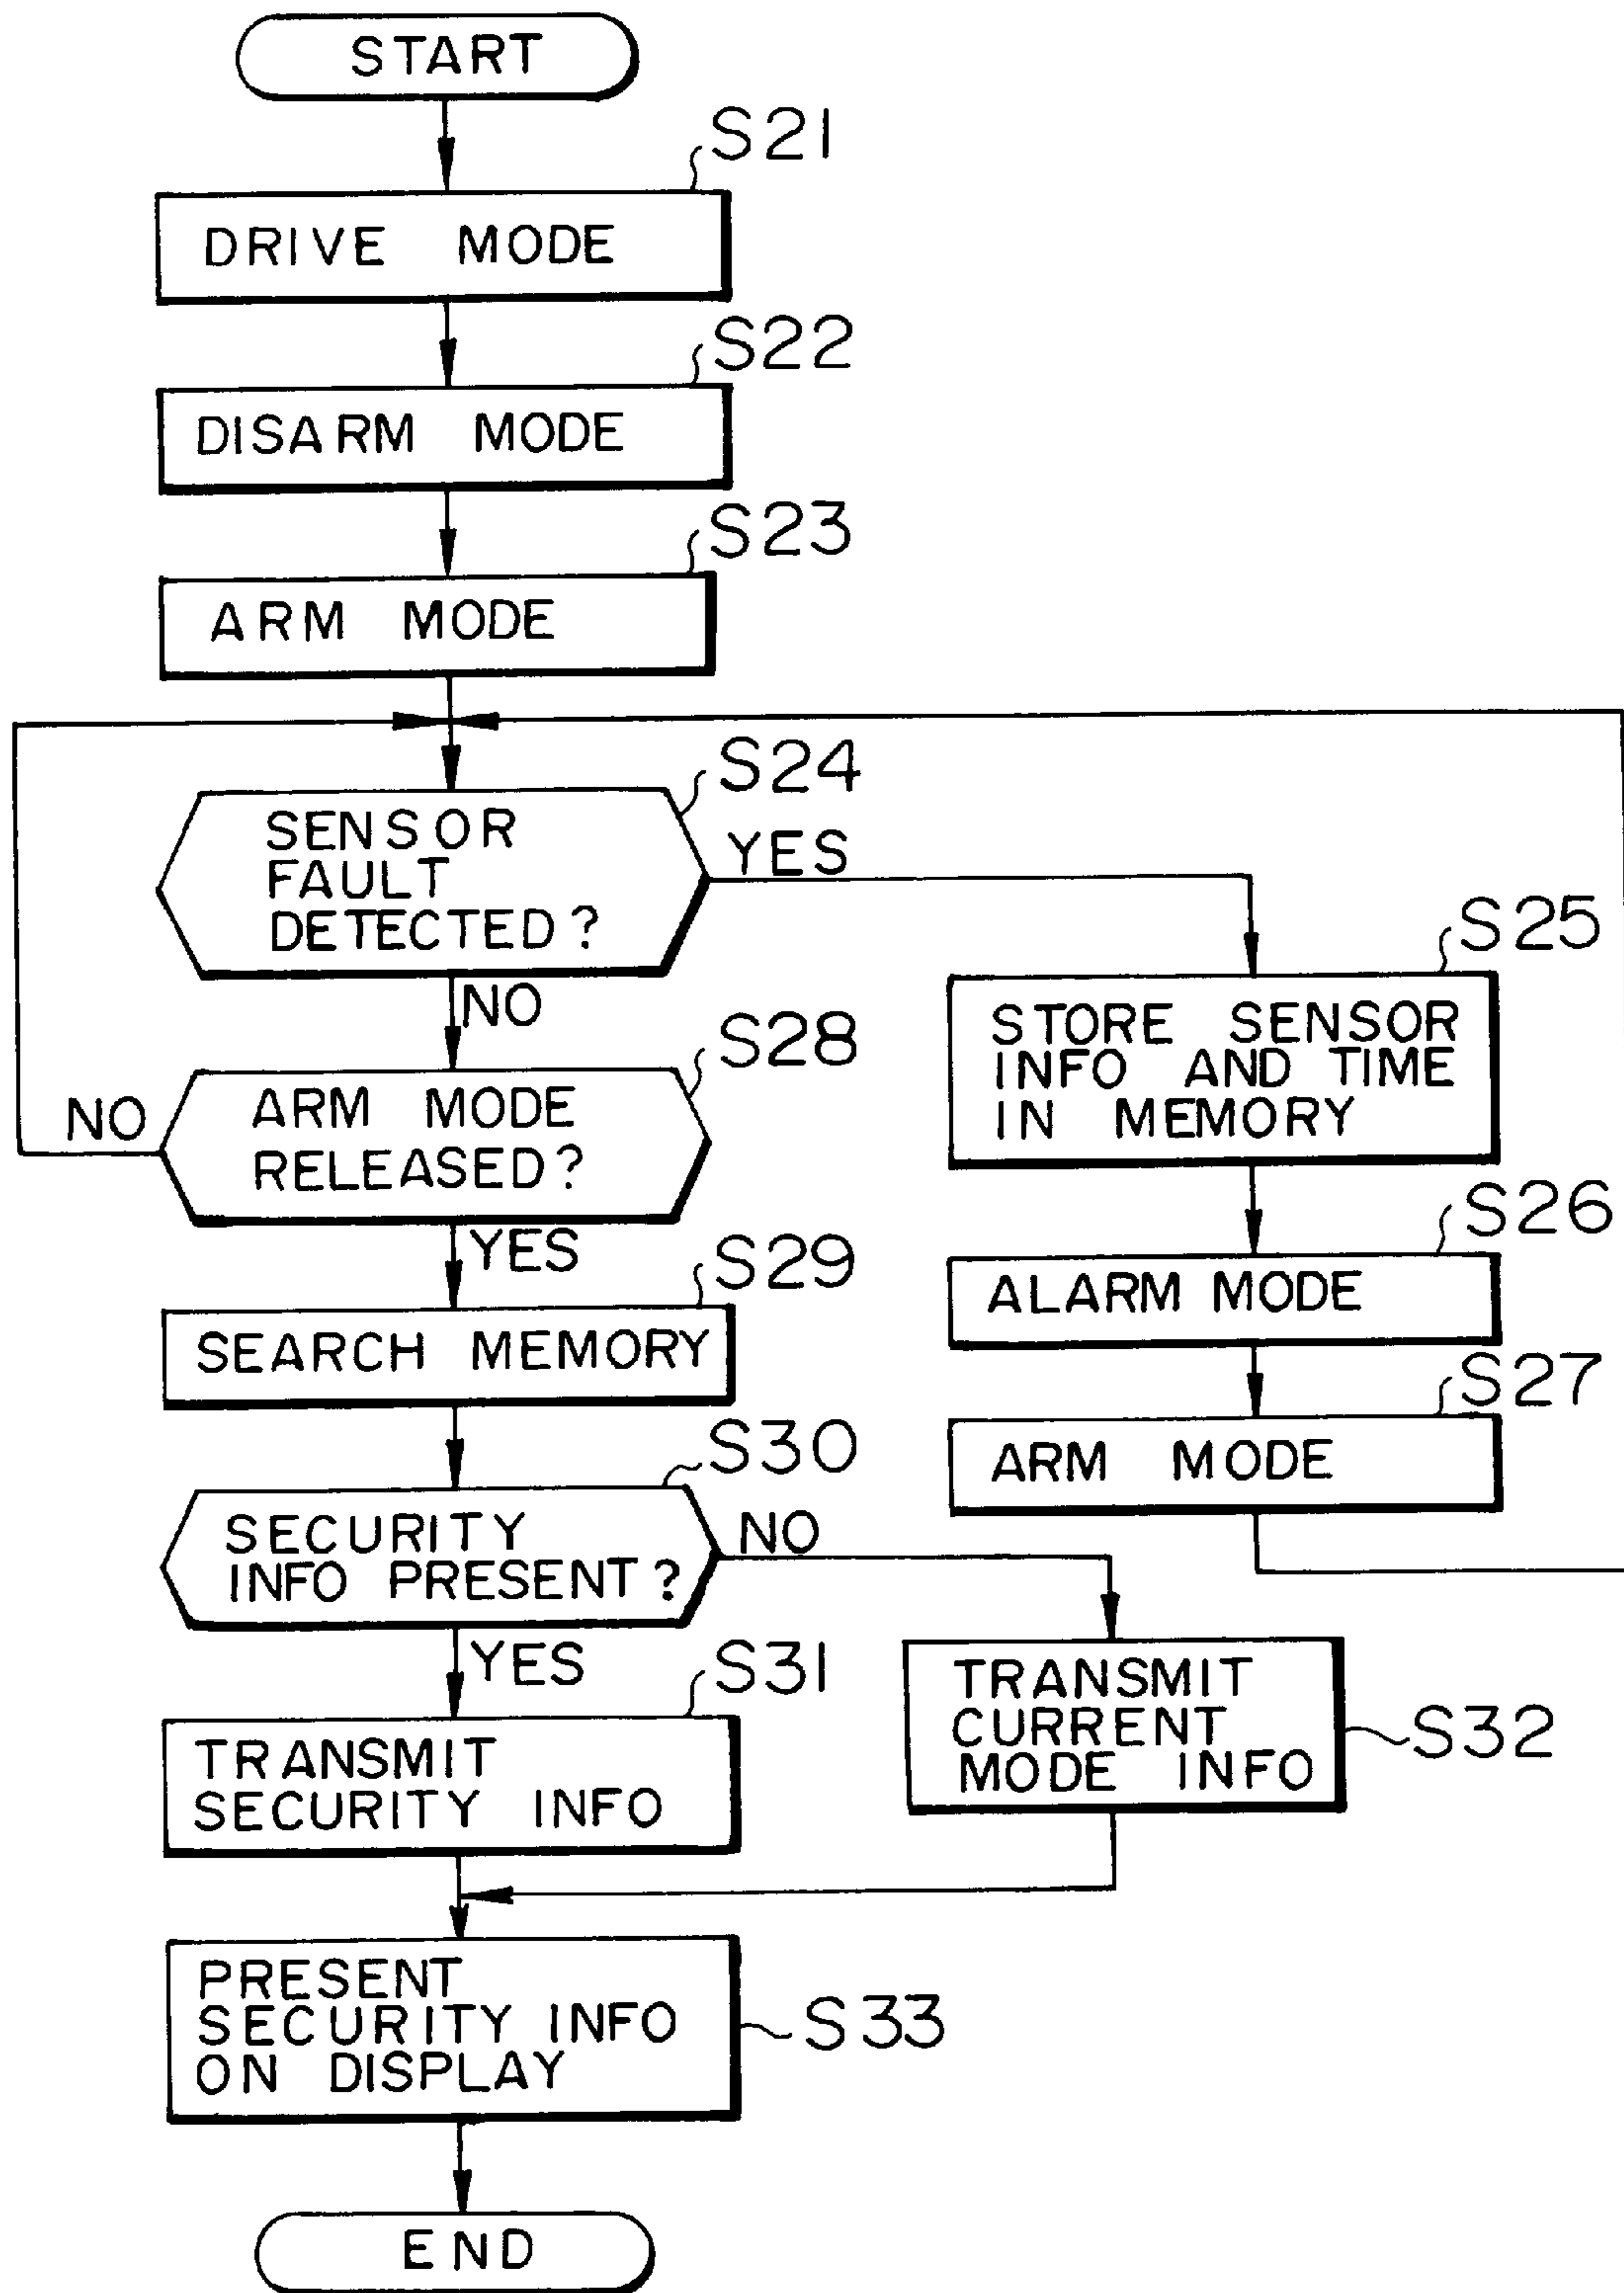 START
S21
DRIVE MODE
S22
DISARM MODE
S23
ARM MODE
S24
SENSOR
FAULT
DETECTED?
YES
NO
S25
STORE SENSOR
INFO AND TIME
IN MEMORY
S28
ARM MODE
RELEASED?
NO
YES
S26
ALARM MODE
S29
SEARCH MEMORY
S27
ARM MODE
S30
SECURITY
INFO PRESENT?
NO
YES
S31
TRANSMIT
SECURITY INFO
TRANSMIT
CURRENT
MODE INFO
S32
PRESENT
SECURITY INFO
ON DISPLAY
S33
END